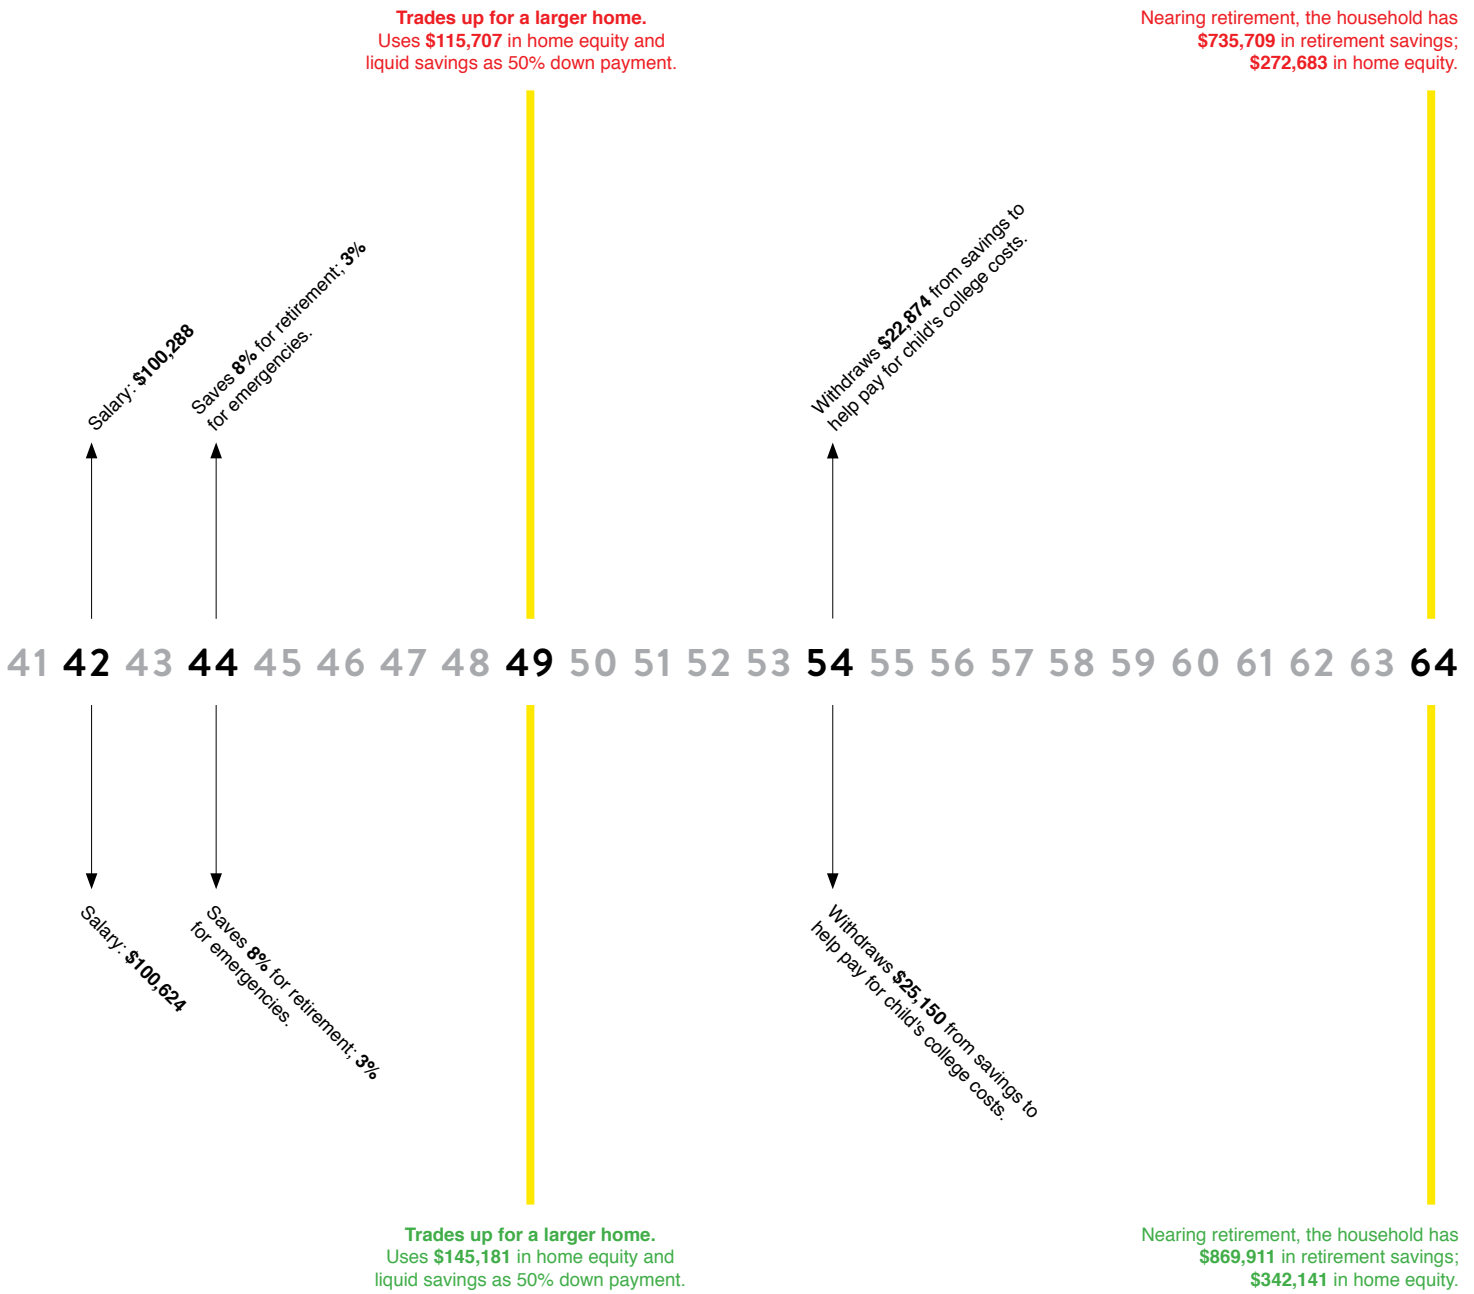 Trades up for a larger home.
Uses $115,707 in home equity and
liquid savings as 50% down payment.
Nearing retirement, the household has
$735,709 in retirement savings;
$272,683 in home equity.
Salary: $100,288
Saves 8% for retirement; 3%
for emergencies.
Withdraws $22,874 from savings to
help pay for child's college costs.
41 42 43 44 45 46 47 48 49 50 51 52 53 54 55 56 57 58 59 60 61 62 63 64
Salary: $100,624
Saves 8% for retirement; 3%
for emergencies.
Withdraws $25,150 from savings to
help pay for child's college costs.
Trades up for a larger home.
Uses $145,181 in home equity and
liquid savings as 50% down payment.
Nearing retirement, the household has
$869,911 in retirement savings;
$342,141 in home equity.